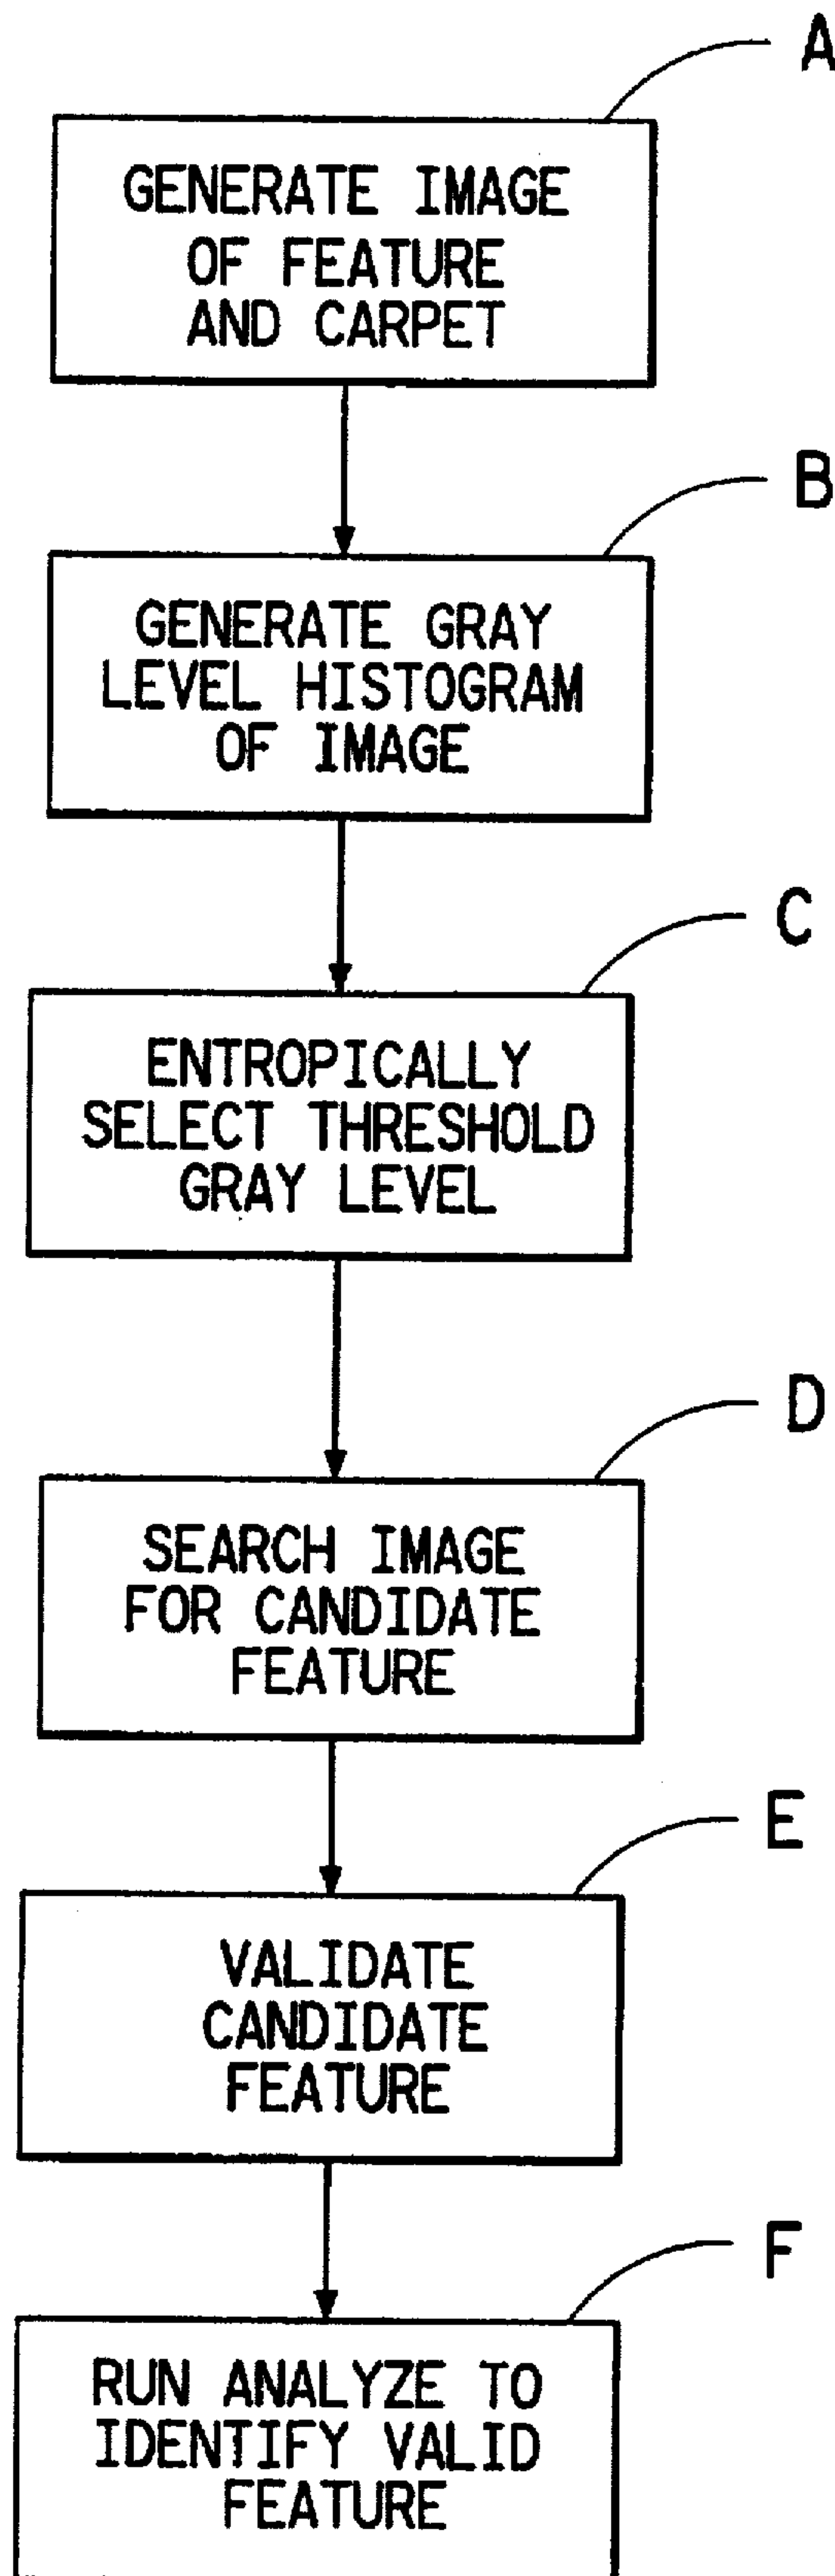 A
GENERATE IMAGE
OF FEATURE
AND CARPET
B
GENERATE GRAY
LEVEL HISTOGRAM
OF IMAGE
C
ENTROPICALLY
SELECT THRESHOLD
GRAY LEVEL
D
SEARCH IMAGE
FOR CANDIDATE
FEATURE
E
VALIDATE
CANDIDATE
FEATURE
F
RUN ANALYZE TO
IDENTIFY VALID
FEATURE